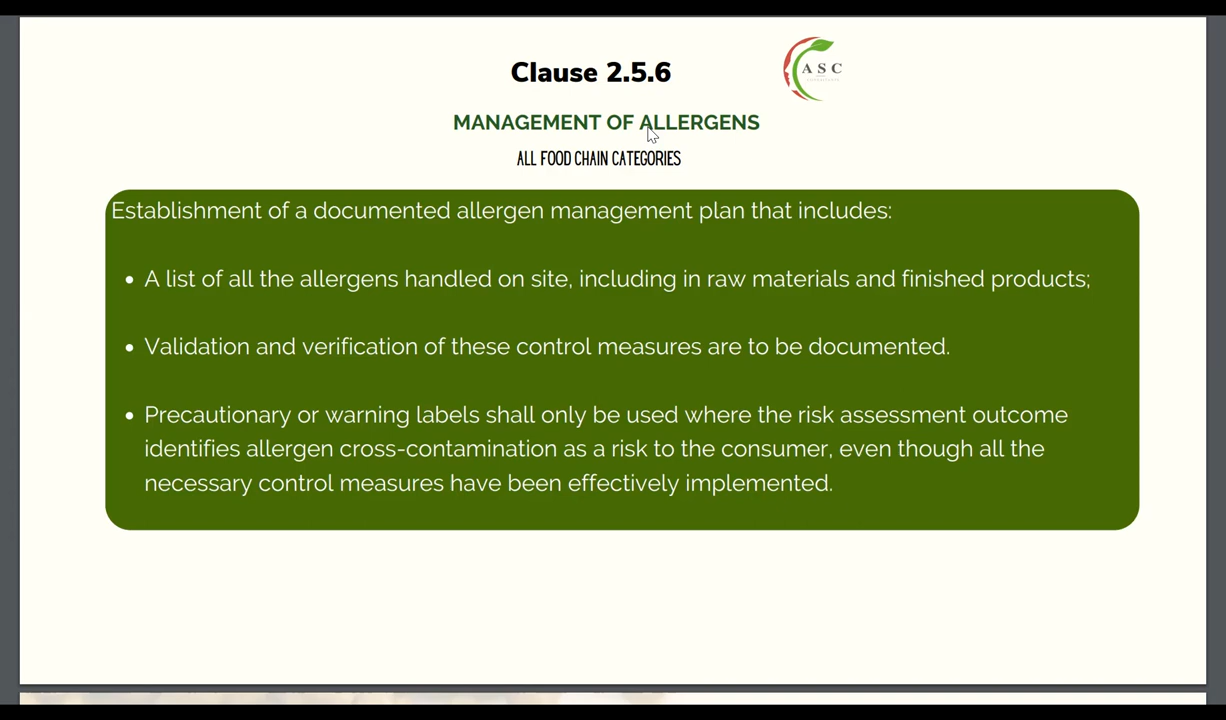 Clause 2.5.6
A S C
MANAGEMENT OF ALLERGENS
ALL FOOD CHAIN CATEGORIES
Establishment of a documented allergen management plan that includes:
• A list of all the allergens handled on site, including in raw materials and finished products;
• Validation and verification of these control measures are to be documented.
• Precautionary or warning labels shall only be used where the risk assessment outcome
identifies allergen cross-contamination as a risk to the consumer, even though all the
necessary control measures have been effectively implemented.